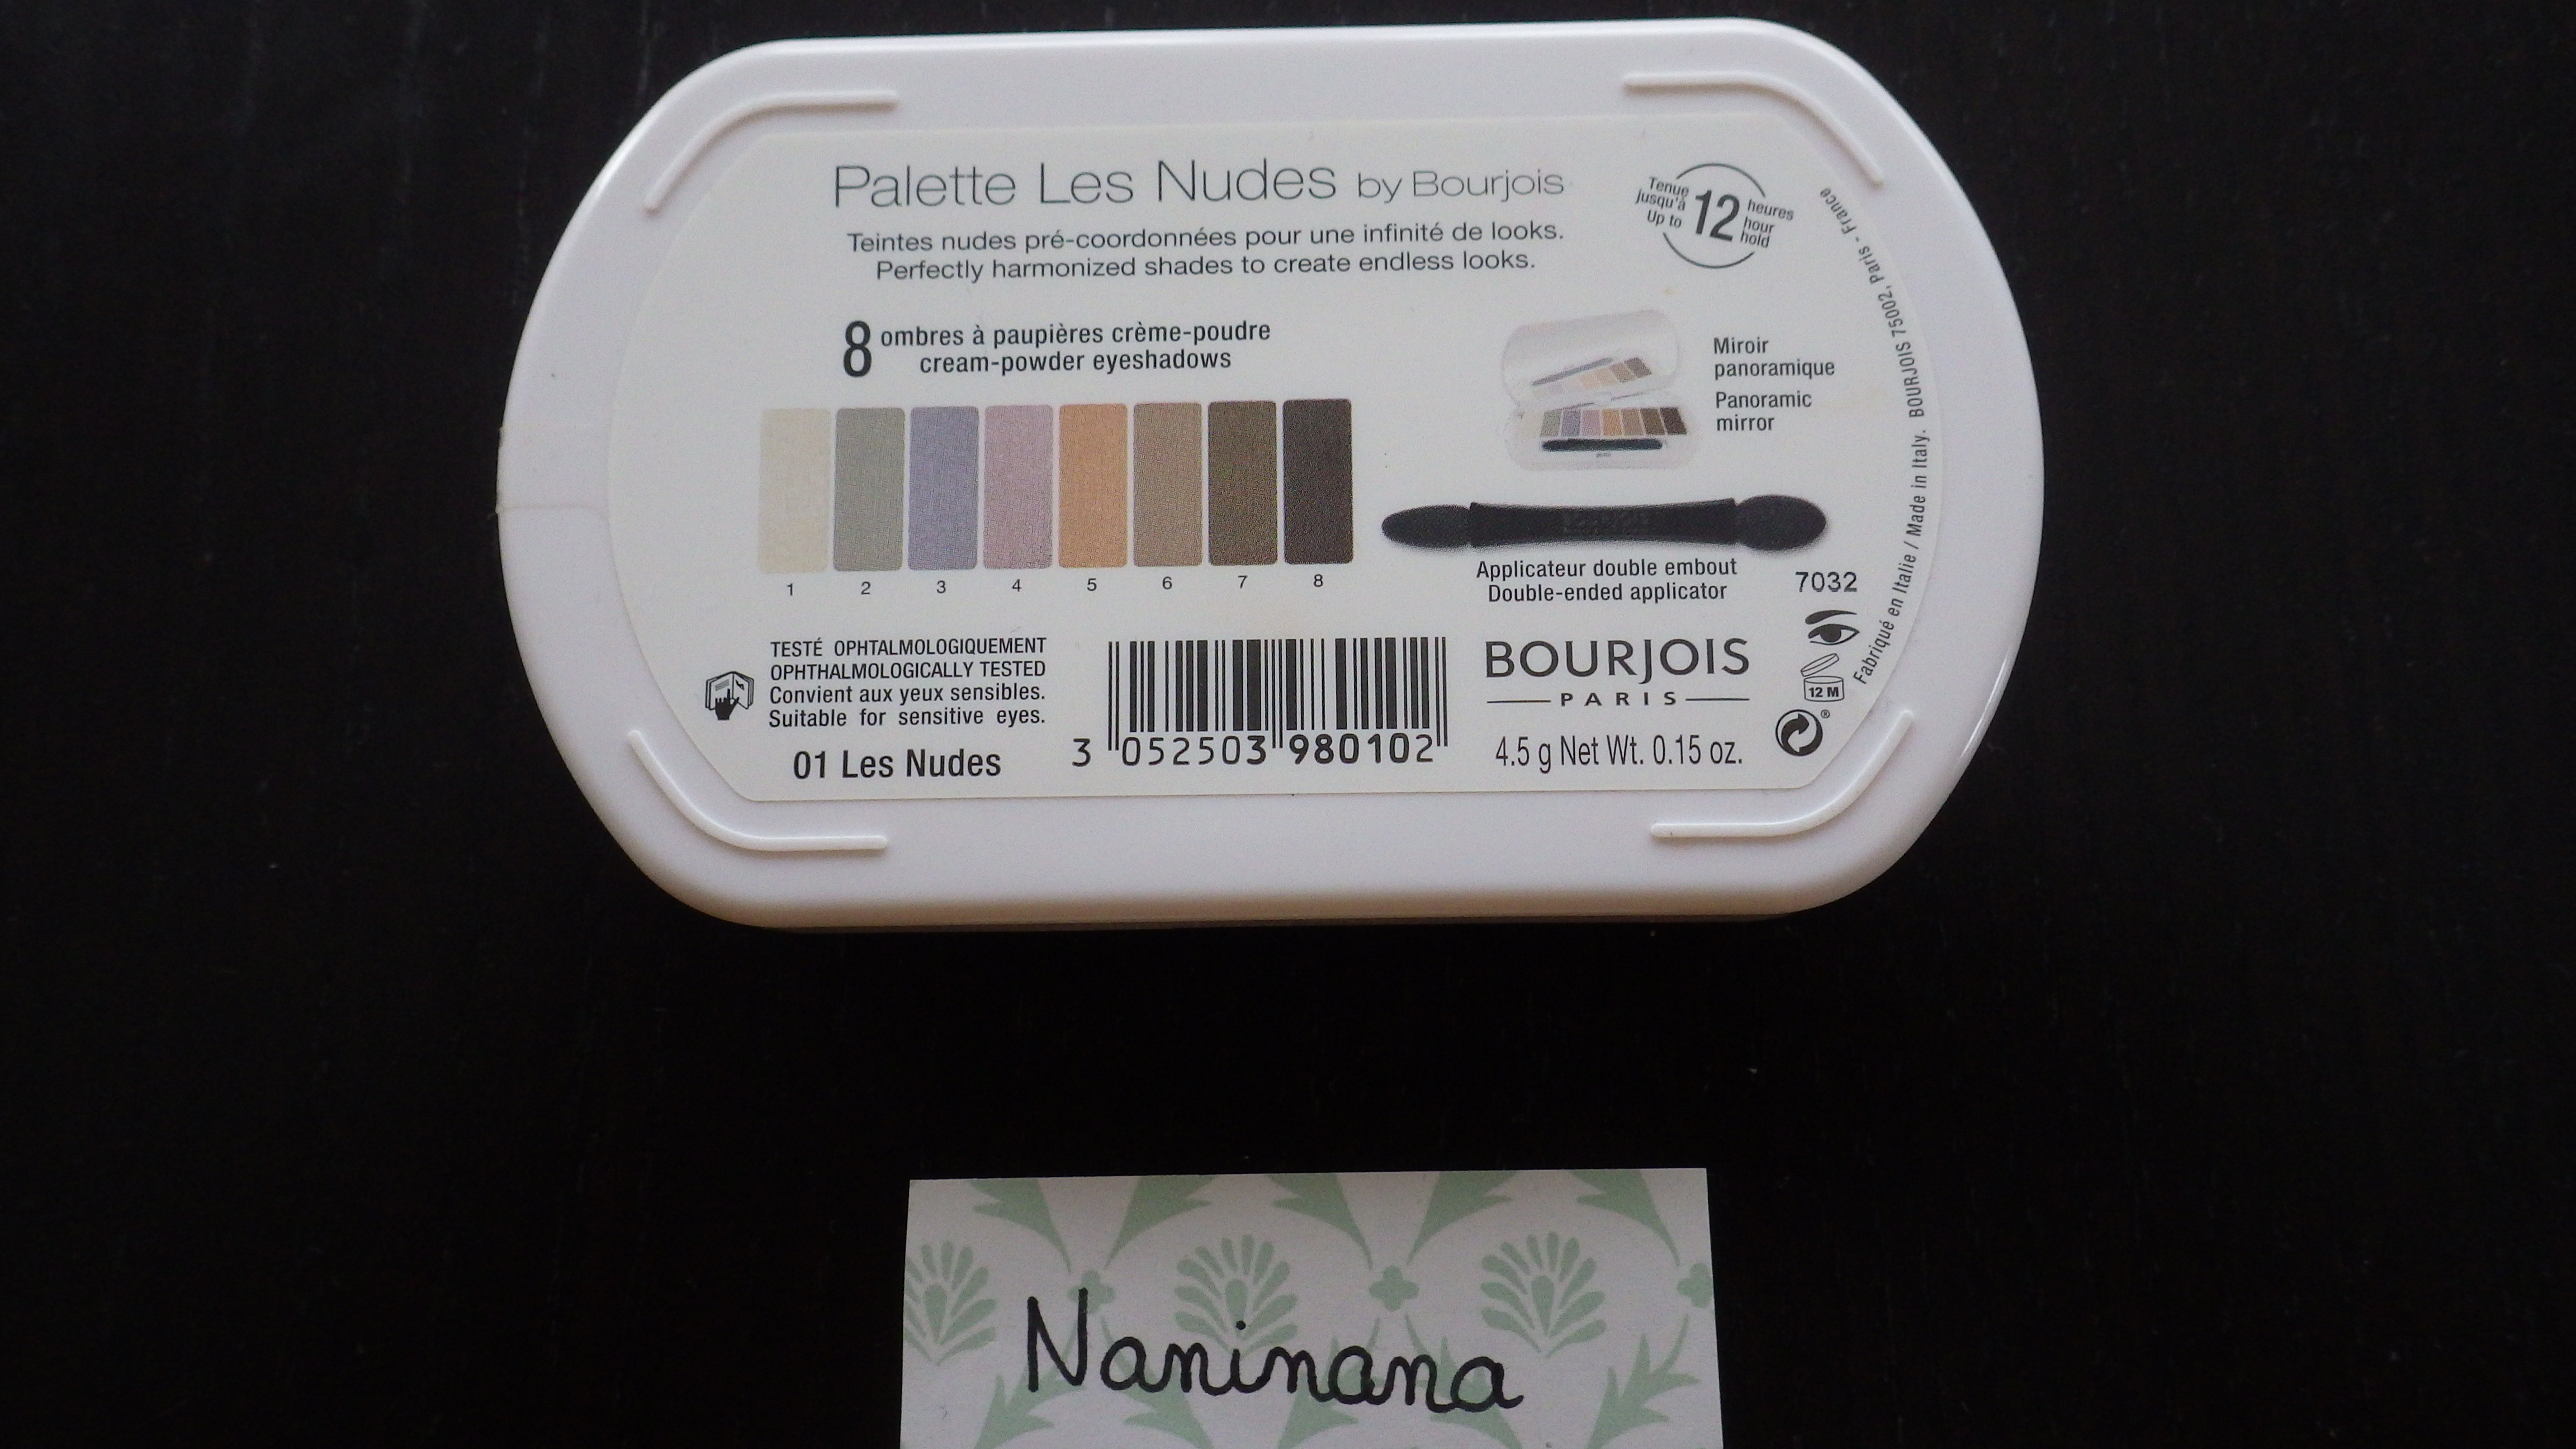 Palette Les Nudes by Bourjois
Teintes nudes pré-coordonnées pour une infinité de looks.
Perfectly harmonized shades to create endless looks.
Tenue jusqu'à
Up to
12
heures
hour
hold
8 ombres à paupières crème-poudre
cream-powder eyeshadows
Miroir
panoramique
Panoramic
mirror
1 2 3 4 5 6 7 8
Applicateur double embout
Double-ended applicator
7032
TESTÉ OPHTALMOLOGIQUEMENT
OPHTHALMOLOGICALLY TESTED
Convient aux yeux sensibles.
Suitable for sensitive eyes.
01 Les Nudes
3 052503 980102
BOURJOIS
PARIS
4.5 g Net Wt. 0.15 oz.
12 M
®
Fabriqué en Italie / Made in Italy. BOURJOIS 75002, Paris - France
Naninana